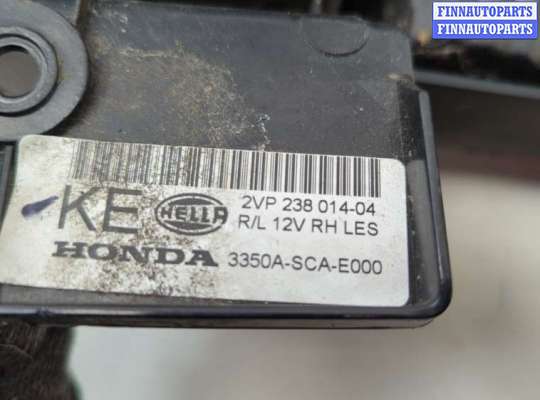 FINNAUTOPARTS
FINNAUTOPARTS
KE HELLA 2VP 238 014-04
R/L 12V RH LES
HONDA 3350A-SCA-E000